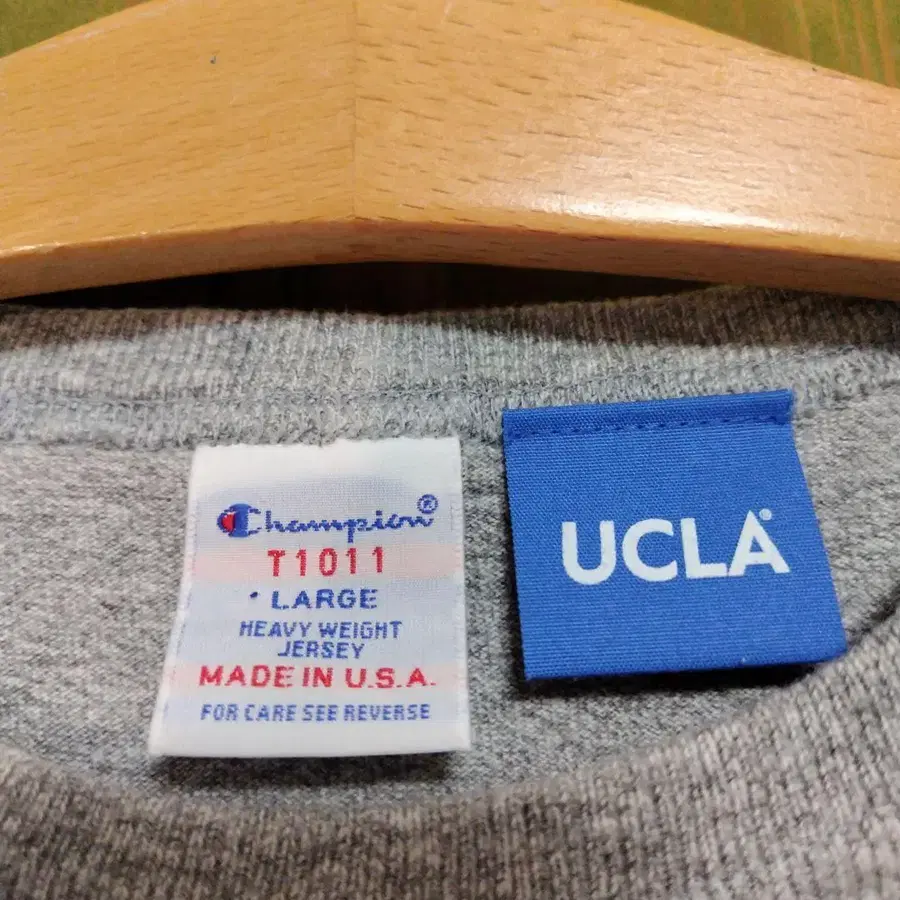 Champion®
T1011
• LARGE
HEAVY WEIGHT
JERSEY
MADE IN U.S.A.
FOR CARE SEE REVERSE
UCLA®